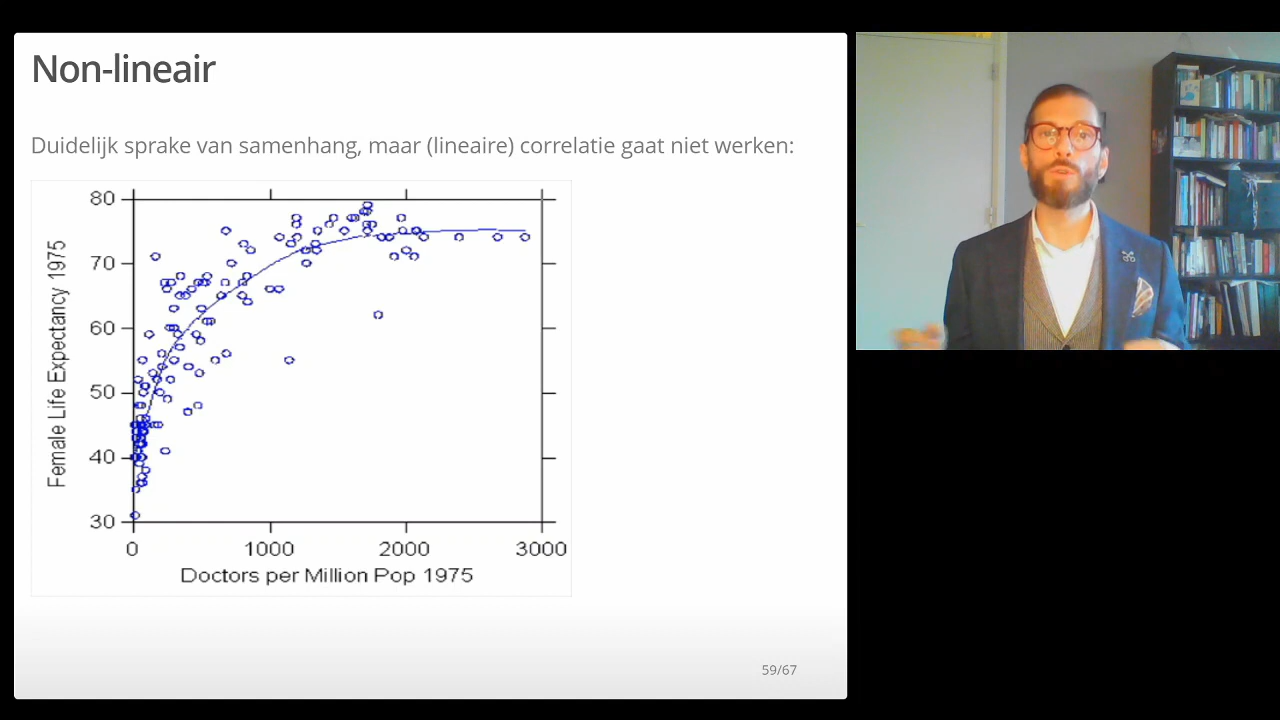 Non-lineair
Duidelijk sprake van samenhang, maar (lineaire) correlatie gaat niet werken:
80
70
60
50
40
30
Female Life Expectancy 1975
0 1000 2000 3000
Doctors per Million Pop 1975
59/67